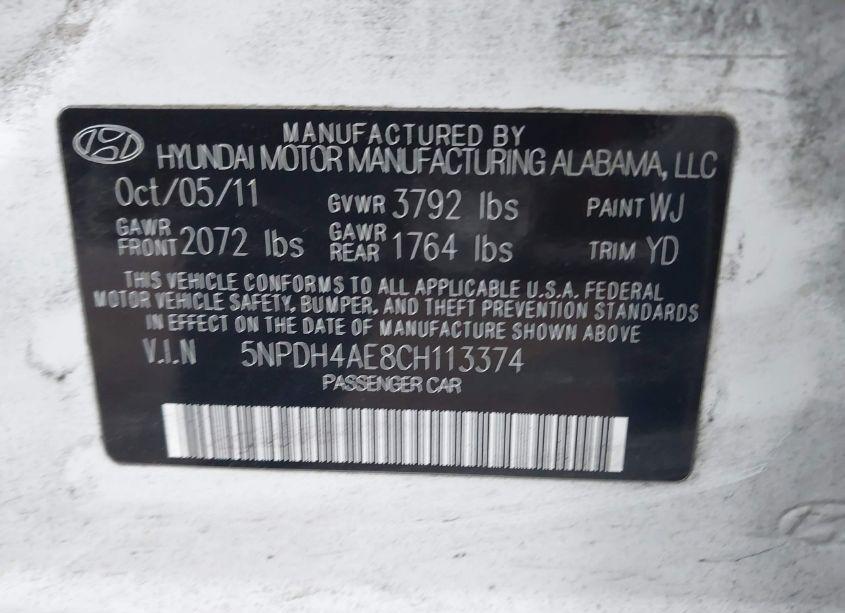 MANUFACTURED BY
HYUNDAI MOTOR MANUFACTURING ALABAMA, LLC
Oct/05/11 GVWR 3792 lbs PAINT WJ
GAWR FRONT 2072 lbs GAWR REAR 1764 lbs TRIM YD
THIS VEHICLE CONFORMS TO ALL APPLICABLE U.S.A. FEDERAL
MOTOR VEHICLE SAFETY, BUMPER, AND THEFT PREVENTION STANDARDS
IN EFFECT ON THE DATE OF MANUFACTURE SHOWN ABOVE
V.I.N 5NPDH4AE8CH113374
PASSENGER CAR